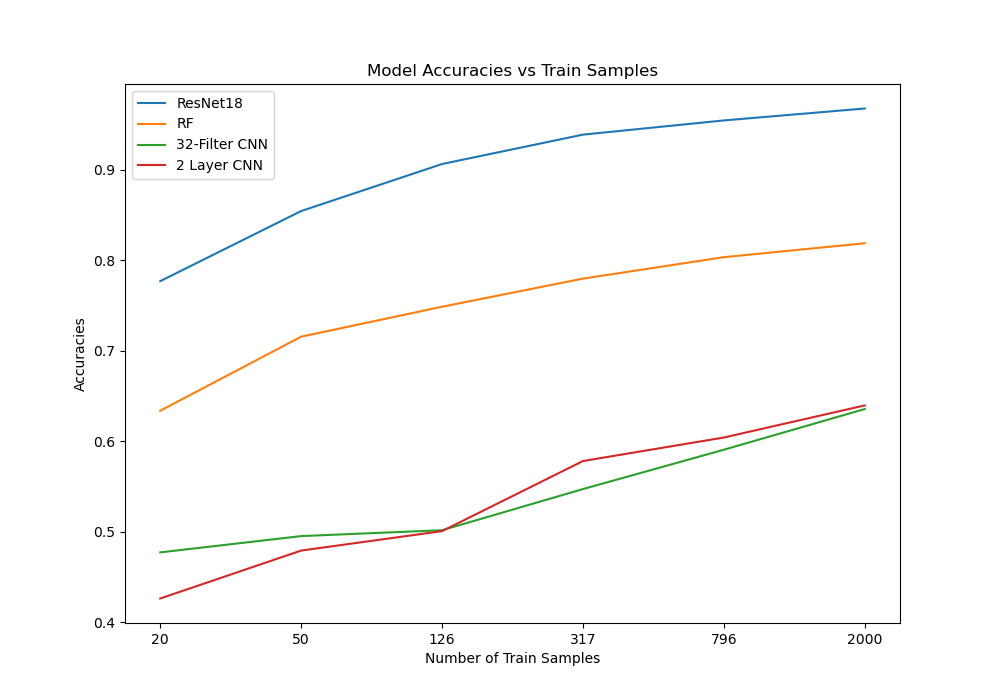 Model Accuracies vs Train Samples
ResNet18
RF
32-Filter CNN
2 Layer CNN
0.9
0.8
0.7
0.6
0.5
0.4
Accuracies
20 50 126 317 796 2000
Number of Train Samples